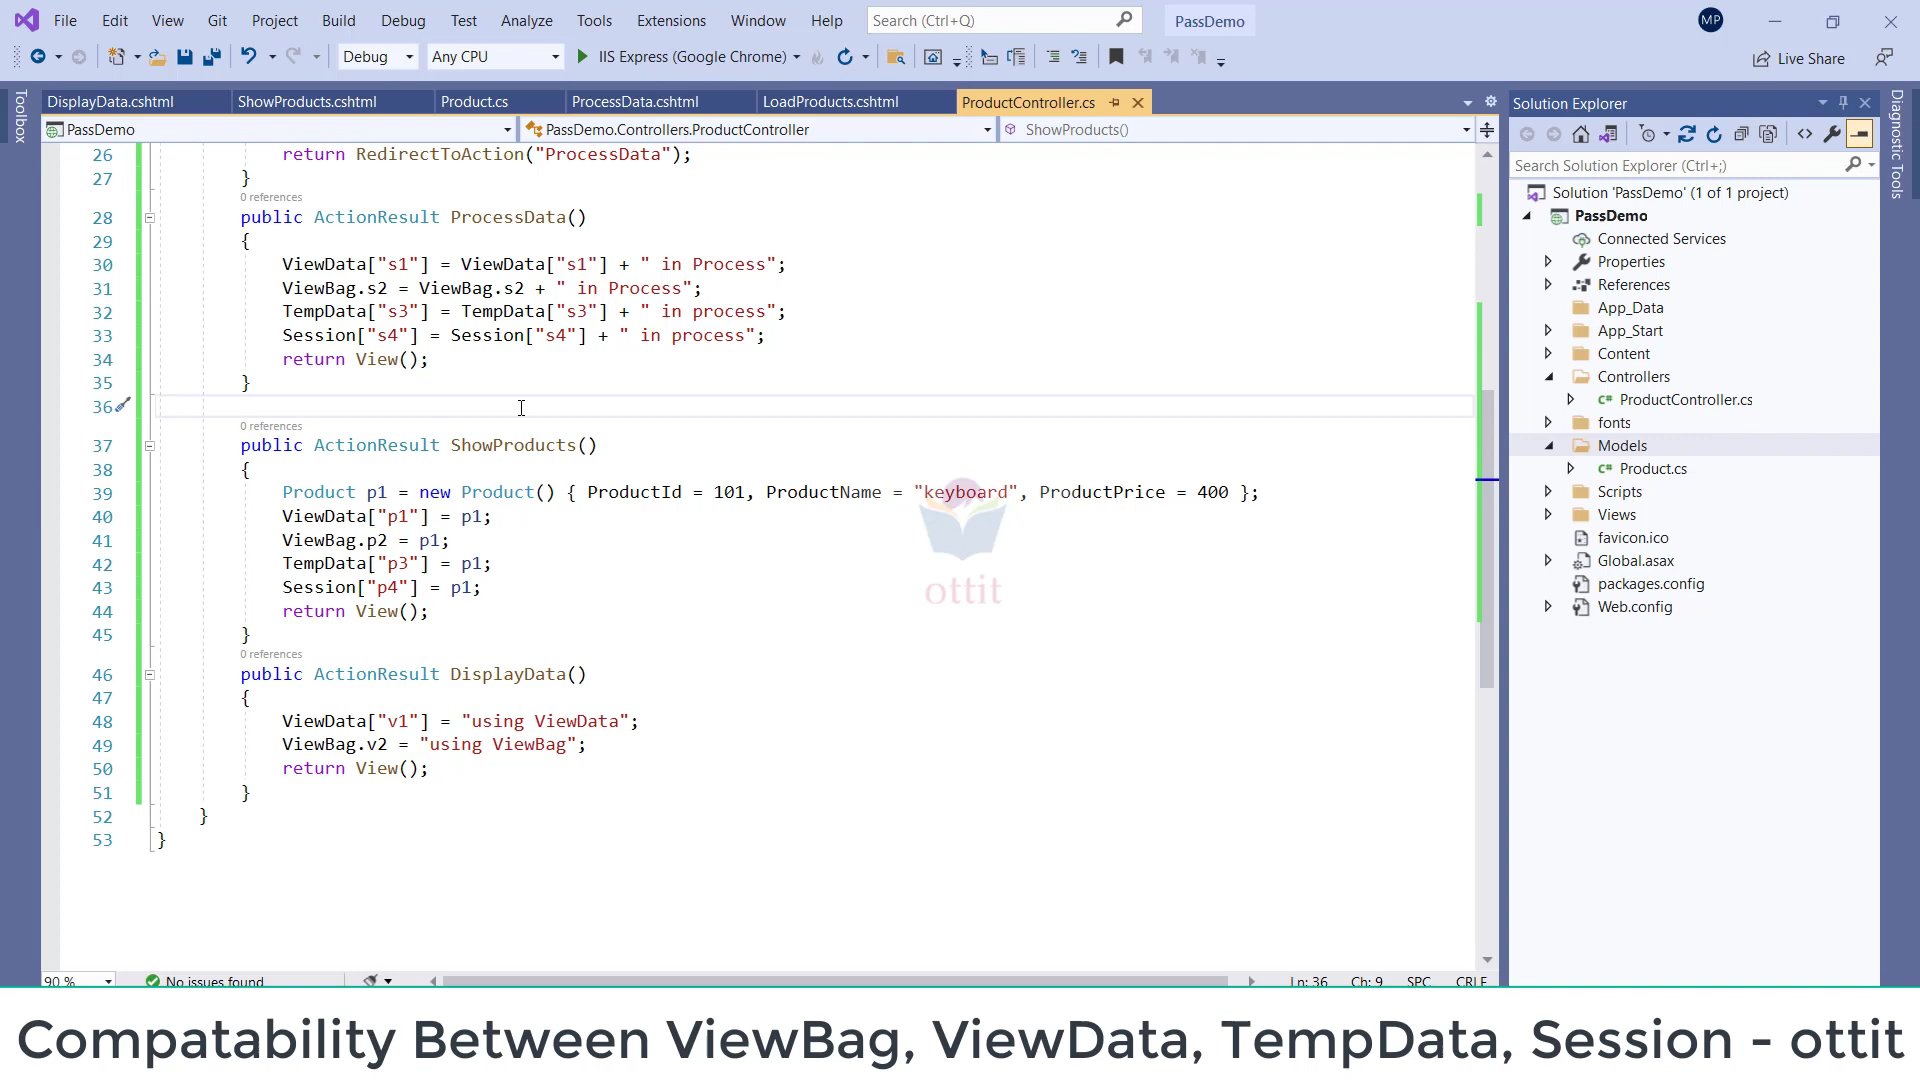 File Edit View Git Project Build Debug Test Analyze Tools Extensions Window Help Search (Ctrl+Q) PassDemo MP
Debug Any CPU IIS Express (Google Chrome) Live Share
DisplayData.cshtml ShowProducts.cshtml Product.cs ProcessData.cshtml LoadProducts.cshtml ProductController.cs
PassDemo PassDemo.Controllers.ProductController ShowProducts()
Toolbox
26 return RedirectToAction("ProcessData");
27 }
0 references
28 public ActionResult ProcessData()
29 {
30 ViewData["s1"] = ViewData["s1"] + " in Process";
31 ViewBag.s2 = ViewBag.s2 + " in Process";
32 TempData["s3"] = TempData["s3"] + " in process";
33 Session["s4"] = Session["s4"] + " in process";
34 return View();
35 }
36
0 references
37 public ActionResult ShowProducts()
38 {
39 Product p1 = new Product() { ProductId = 101, ProductName = "keyboard", ProductPrice = 400 };
40 ViewData["p1"] = p1;
41 ViewBag.p2 = p1;
42 TempData["p3"] = p1;
43 Session["p4"] = p1;
44 return View();
45 }
0 references
46 public ActionResult DisplayData()
47 {
48 ViewData["v1"] = "using ViewData";
49 ViewBag.v2 = "using ViewBag";
50 return View();
51 }
52 }
53 }
ottit
90 % No issues found Ln: 36 Ch: 9 SPC CRLF
Solution Explorer
Search Solution Explorer (Ctrl+;)
Solution 'PassDemo' (1 of 1 project)
PassDemo
Connected Services
Properties
References
App_Data
App_Start
Content
Controllers
C# ProductController.cs
fonts
Models
C# Product.cs
Scripts
Views
favicon.ico
Global.asax
packages.config
Web.config
Diagnostic Tools
Compatability Between ViewBag, ViewData, TempData, Session - ottit